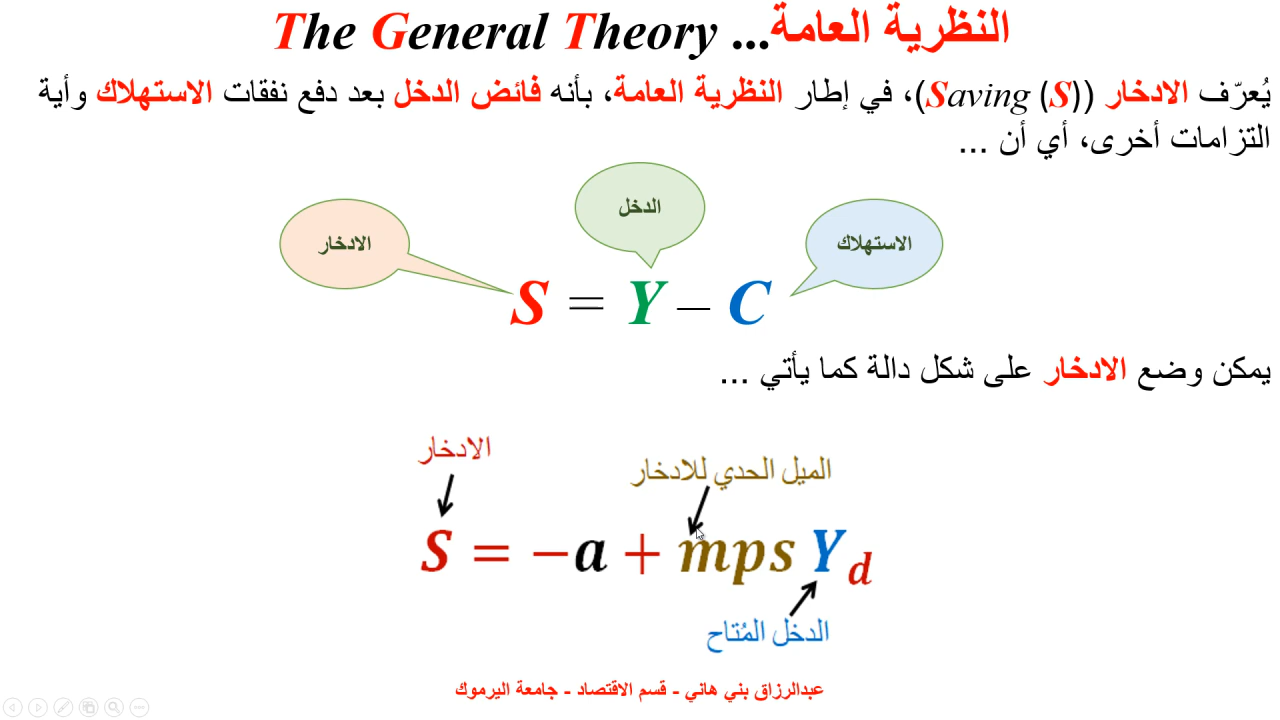 النظرية العامة... The General Theory
يُعرّف الادخار ((Saving (S)، في إطار النظرية العامة، بأنه فائض الدخل بعد دفع نفقات الاستهلاك وأية
التزامات أخرى، أي أن ...
الدخل
الادخار
الاستهلاك
S = Y – C
يمكن وضع الادخار على شكل دالة كما يأتي ...
الادخار
الميل الحدي للادخار
S = −a + mps Y_d
الدخل المُتاح
عبدالرزاق بني هاني - قسم الاقتصاد - جامعة اليرموك